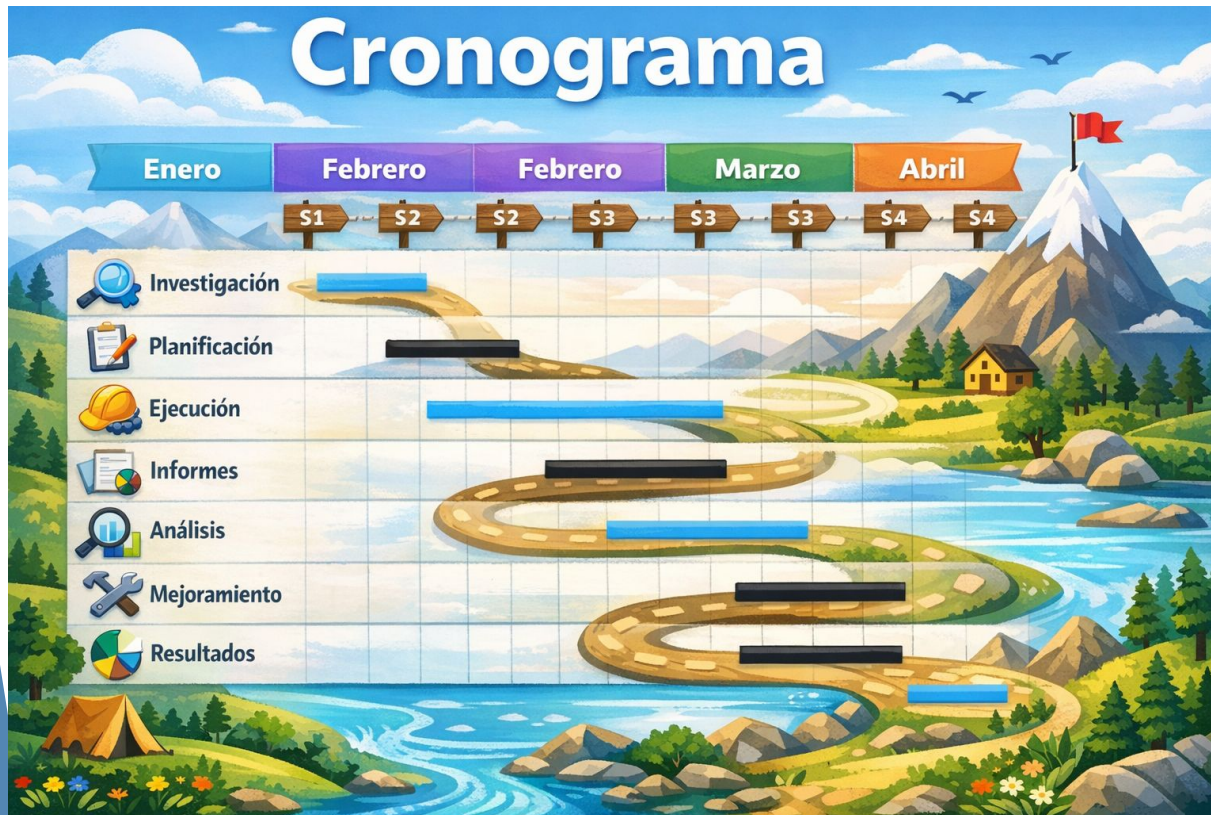 Cronograma
Enero Febrero Febrero Marzo Abril
S1 S2 S2 S3 S3 S3 S4 S4
Investigación
Planificación
Ejecución
Informes
Análisis
Mejoramiento
Resultados